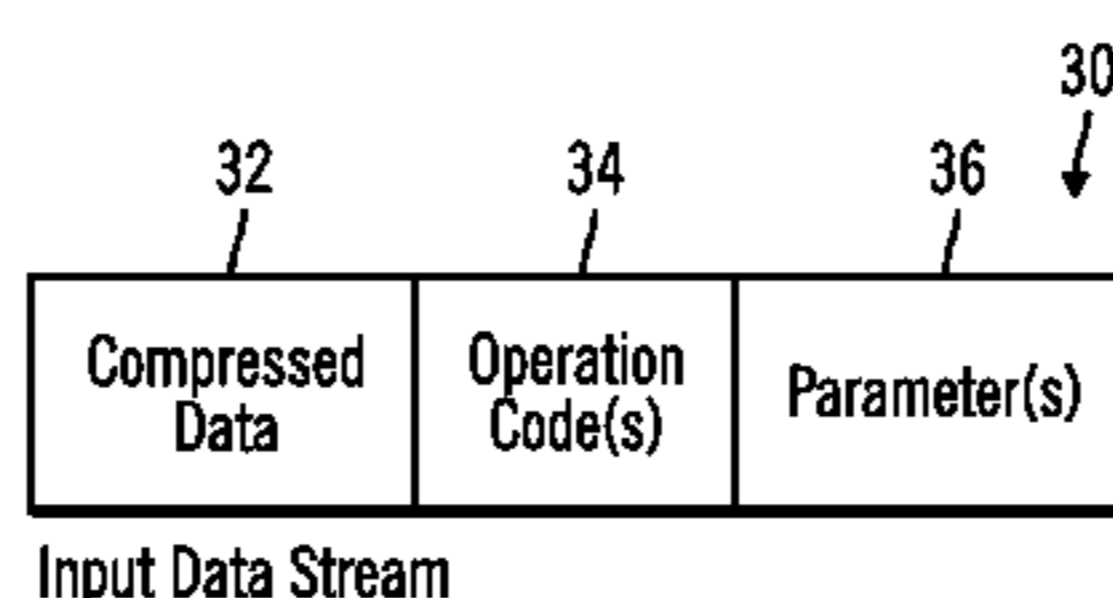 30
32
34
36
Compressed
Data
Operation
Code(s)
Parameter(s)
Input Data Stream